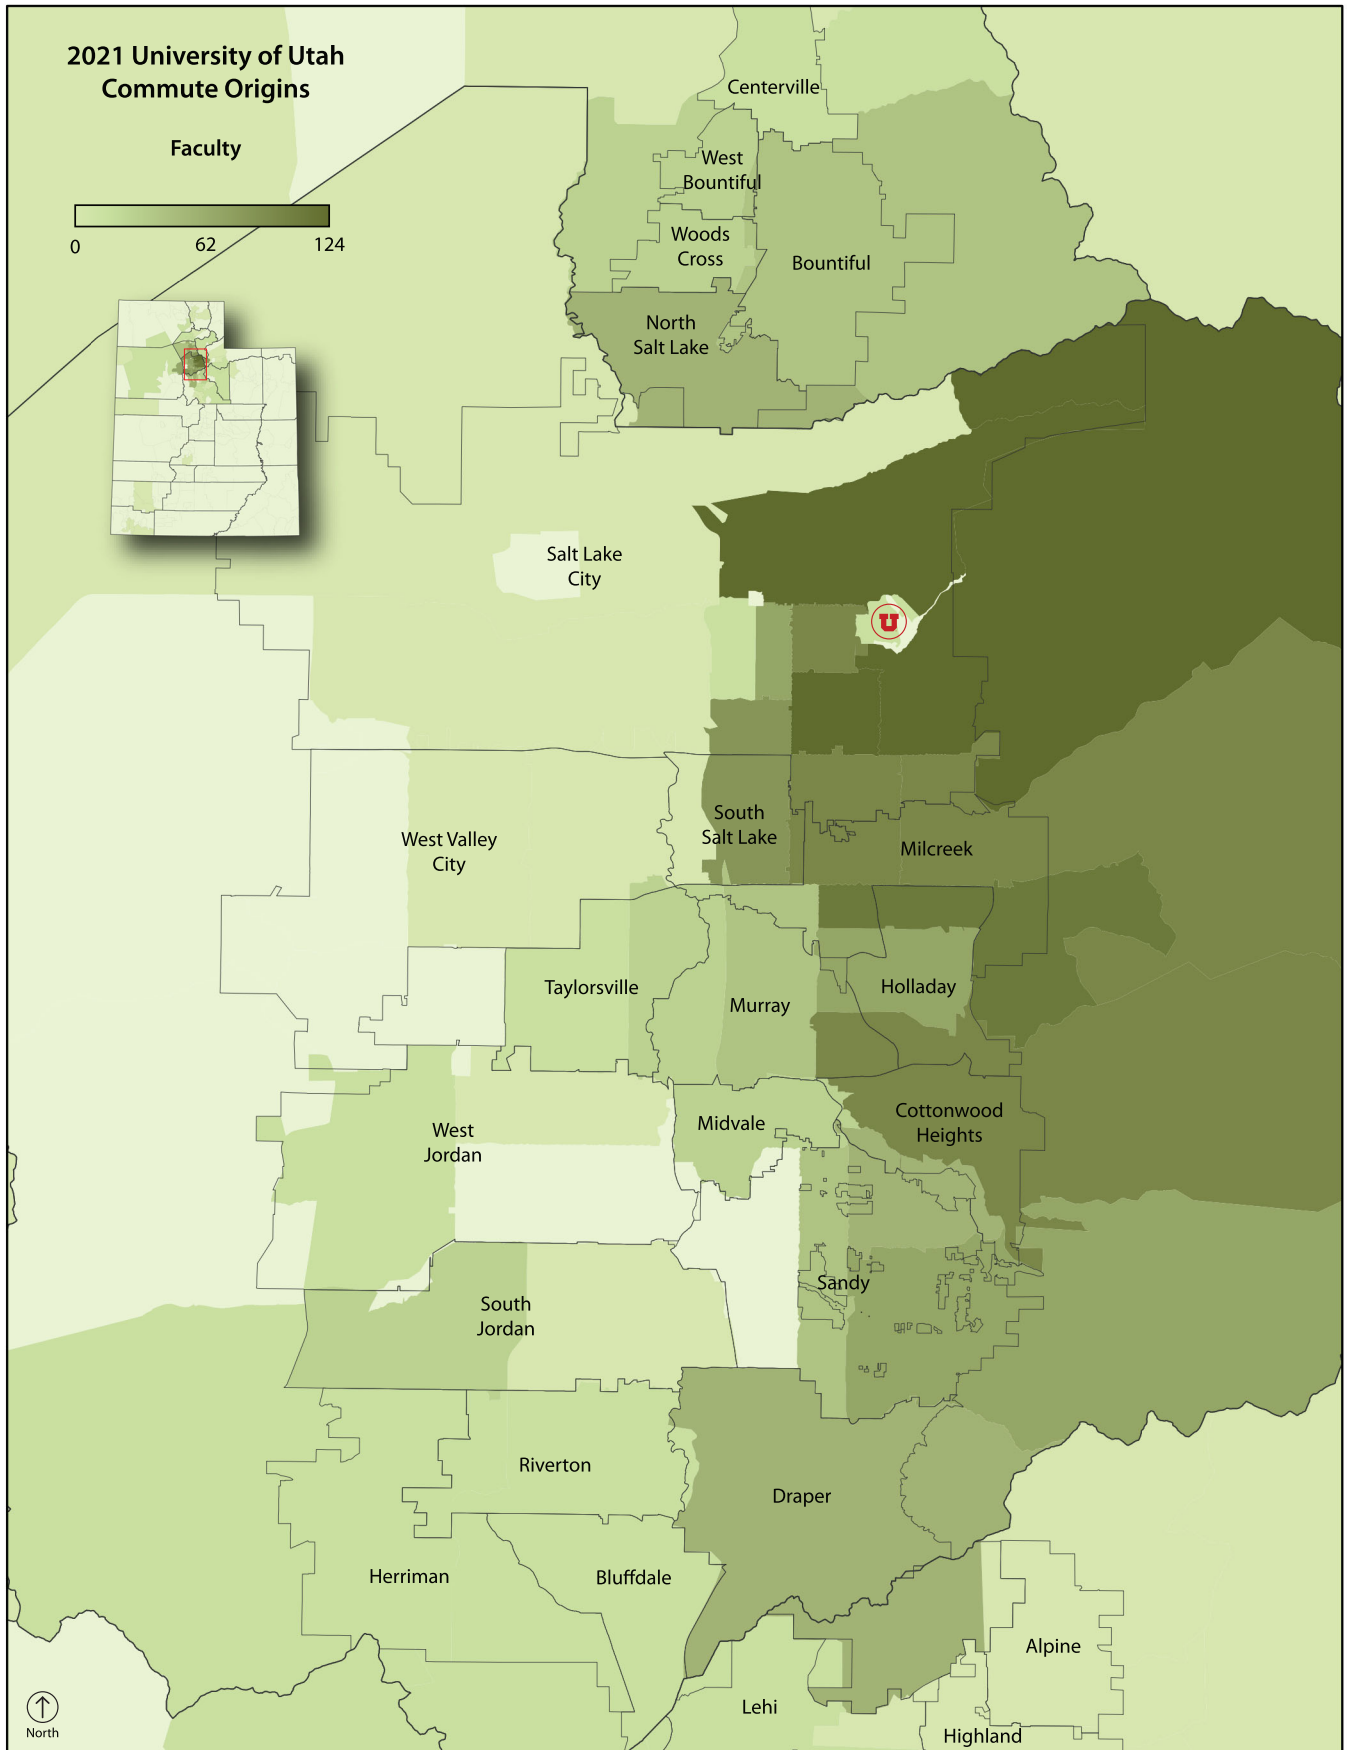 2021 University of Utah
Commute Origins
Faculty
0
62
124
Centerville
West
Bountiful
Woods
Cross
Bountiful
North
Salt Lake
Salt Lake
City
U
South
Salt Lake
West Valley
City
Milcreek
Taylorsville
Murray
Holladay
West
Jordan
Midvale
Cottonwood
Heights
Sandy
South
Jordan
Riverton
Draper
Herriman
Bluffdale
Alpine
Lehi
Highland
North